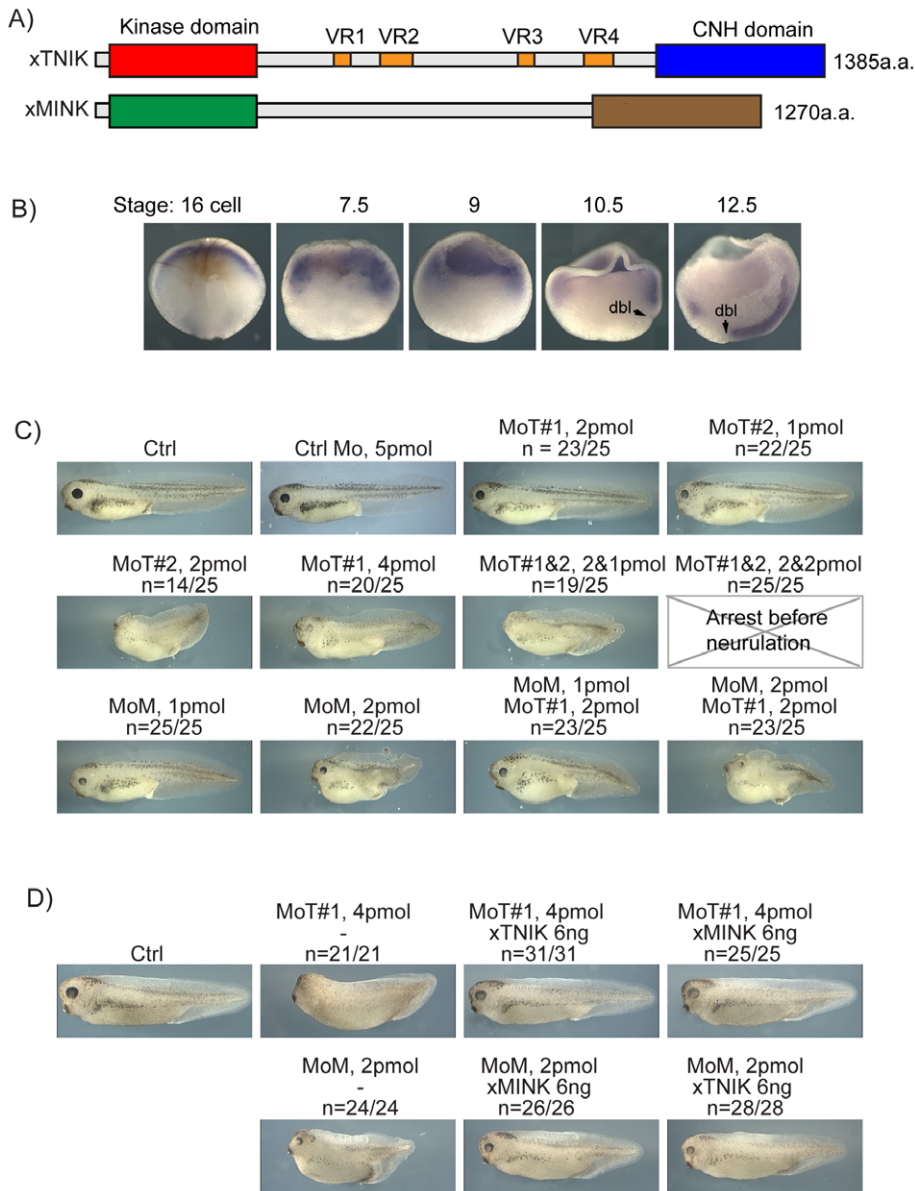 A)
Kinase domain
VR1 VR2 VR3 VR4
CNH domain
xTNIK
1385a.a.
xMINK
1270a.a.
B)
Stage: 16 cell 7.5 9 10.5 12.5
dbl
dbl
C)
Ctrl
Ctrl Mo, 5pmol
MoT#1, 2pmol
n = 23/25
MoT#2, 1pmol
n=22/25
MoT#2, 2pmol
n=14/25
MoT#1, 4pmol
n=20/25
MoT#1&2, 2&1pmol
n=19/25
MoT#1&2, 2&2pmol
n=25/25
Arrest before
neurulation
MoM, 1pmol
n=25/25
MoM, 2pmol
n=22/25
MoM, 1pmol
MoT#1, 2pmol
n=23/25
MoM, 2pmol
MoT#1, 2pmol
n=23/25
D)
Ctrl
MoT#1, 4pmol
-
n=21/21
MoT#1, 4pmol
xTNIK 6ng
n=31/31
MoT#1, 4pmol
xMINK 6ng
n=25/25
MoM, 2pmol
-
n=24/24
MoM, 2pmol
xMINK 6ng
n=26/26
MoM, 2pmol
xTNIK 6ng
n=28/28